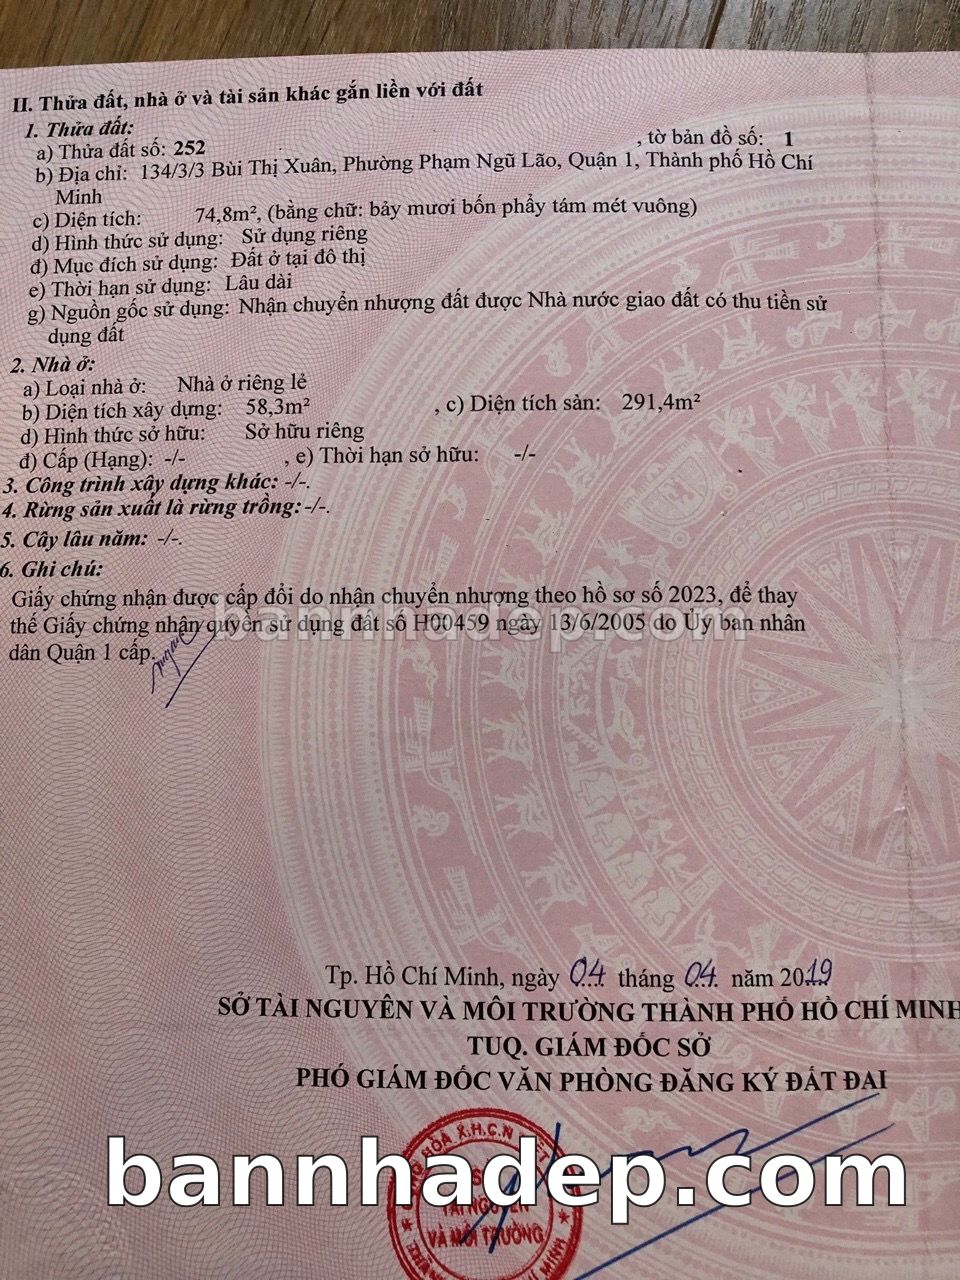 II. Thửa đất, nhà ở và tài sản khác gắn liền với đất
1. Thửa đất:
a) Thửa đất số: 252 , tờ bản đồ số: 1
b) Địa chỉ: 134/3/3 Bùi Thị Xuân, Phường Phạm Ngũ Lão, Quận 1, Thành phố Hồ Chí
Minh
c) Diện tích: 74,8m², (bằng chữ: bảy mươi bốn phẩy tám mét vuông)
d) Hình thức sử dụng: Sử dụng riêng
đ) Mục đích sử dụng: Đất ở tại đô thị
e) Thời hạn sử dụng: Lâu dài
g) Nguồn gốc sử dụng: Nhận chuyển nhượng đất được Nhà nước giao đất có thu tiền sử
dụng đất
2. Nhà ở:
a) Loại nhà ở: Nhà ở riêng lẻ
b) Diện tích xây dựng: 58,3m² , c) Diện tích sàn: 291,4m²
d) Hình thức sở hữu: Sở hữu riêng
đ) Cấp (Hạng): -/- , e) Thời hạn sở hữu: -/-
3. Công trình xây dựng khác: -/-.
4. Rừng sản xuất là rừng trồng: -/-.
5. Cây lâu năm: -/-.
6. Ghi chú:
Giấy chứng nhận được cấp đổi do nhận chuyển nhượng theo hồ sơ số 2023, để thay
thế Giấy chứng nhận quyền sử dụng đất số H00459 ngày 13/6/2005 do Ủy ban nhân
dân Quận 1 cấp.
bannhadep.com
Tp. Hồ Chí Minh, ngày 04 tháng 04 năm 2019
SỞ TÀI NGUYÊN VÀ MÔI TRƯỜNG THÀNH PHỐ HỒ CHÍ MINH
TUQ. GIÁM ĐỐC SỞ
PHÓ GIÁM ĐỐC VĂN PHÒNG ĐĂNG KÝ ĐẤT ĐAI
HÒA X.H.C.N
bannhadep.com
TÀI NGUYÊN
VÀ MÔI TRƯỜNG